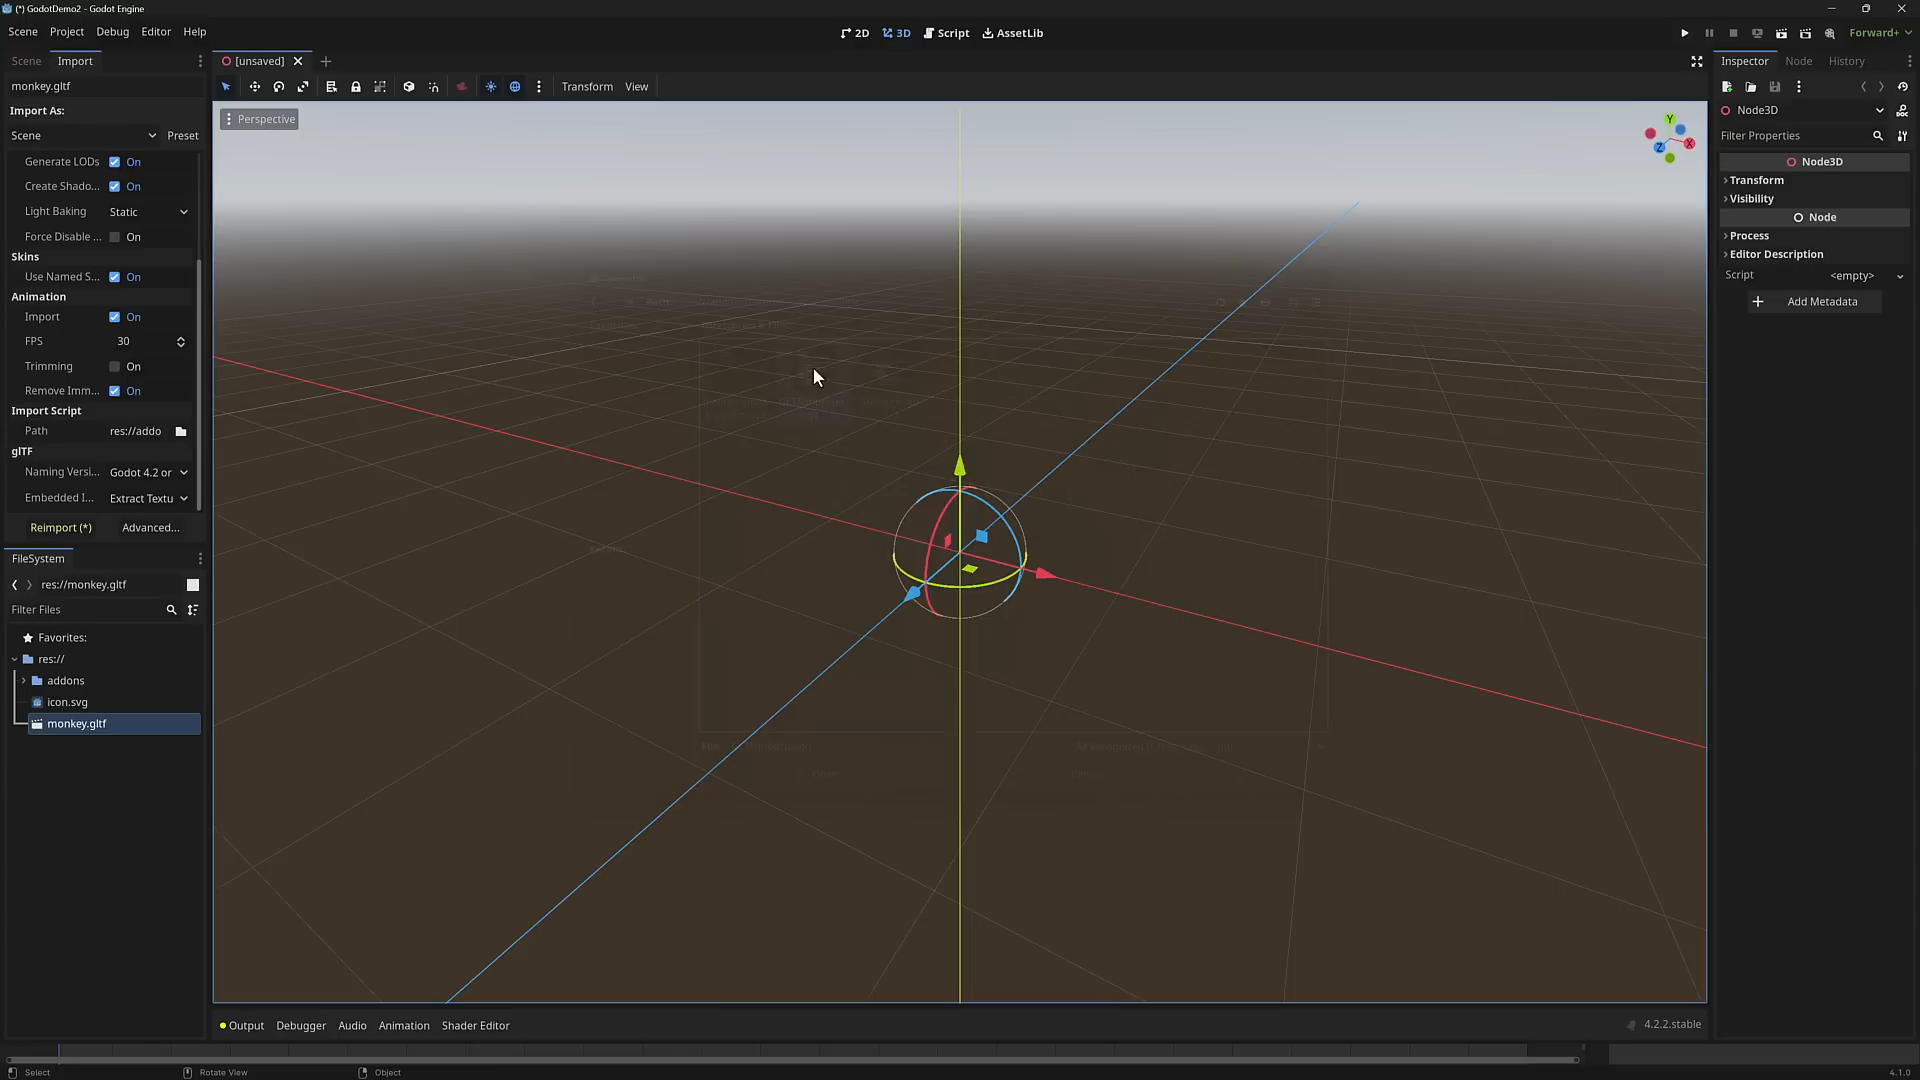 (*) GodotDemo2 - Godot Engine
Scene Project Debug Editor Help
2D 3D Script AssetLib
Forward+
Scene Import
[unsaved]
Inspector Node History
monkey.gltf
Transform View
Import As:
Perspective
Node3D
Scene Preset
Filter Properties
Generate LODs On
Node3D
Create Shado... On
Transform
Light Baking Static
Visibility
Node
Force Disable ... On
Process
Skins
Editor Description
Use Named S... On
Script <empty>
Animation
Add Metadata
Import On
FPS 30
Trimming On
Remove Imm... On
Import Script
Path res://addo
glTF
Naming Versi... Godot 4.2 or
Embedded I... Extract Textu
Reimport (*) Advanced...
FileSystem
res://monkey.gltf
Filter Files
Favorites:
res://
addons
icon.svg
monkey.gltf
Output Debugger Audio Animation Shader Editor
4.2.2.stable
Select Rotate View Object
4.1.0
Y
Z
X